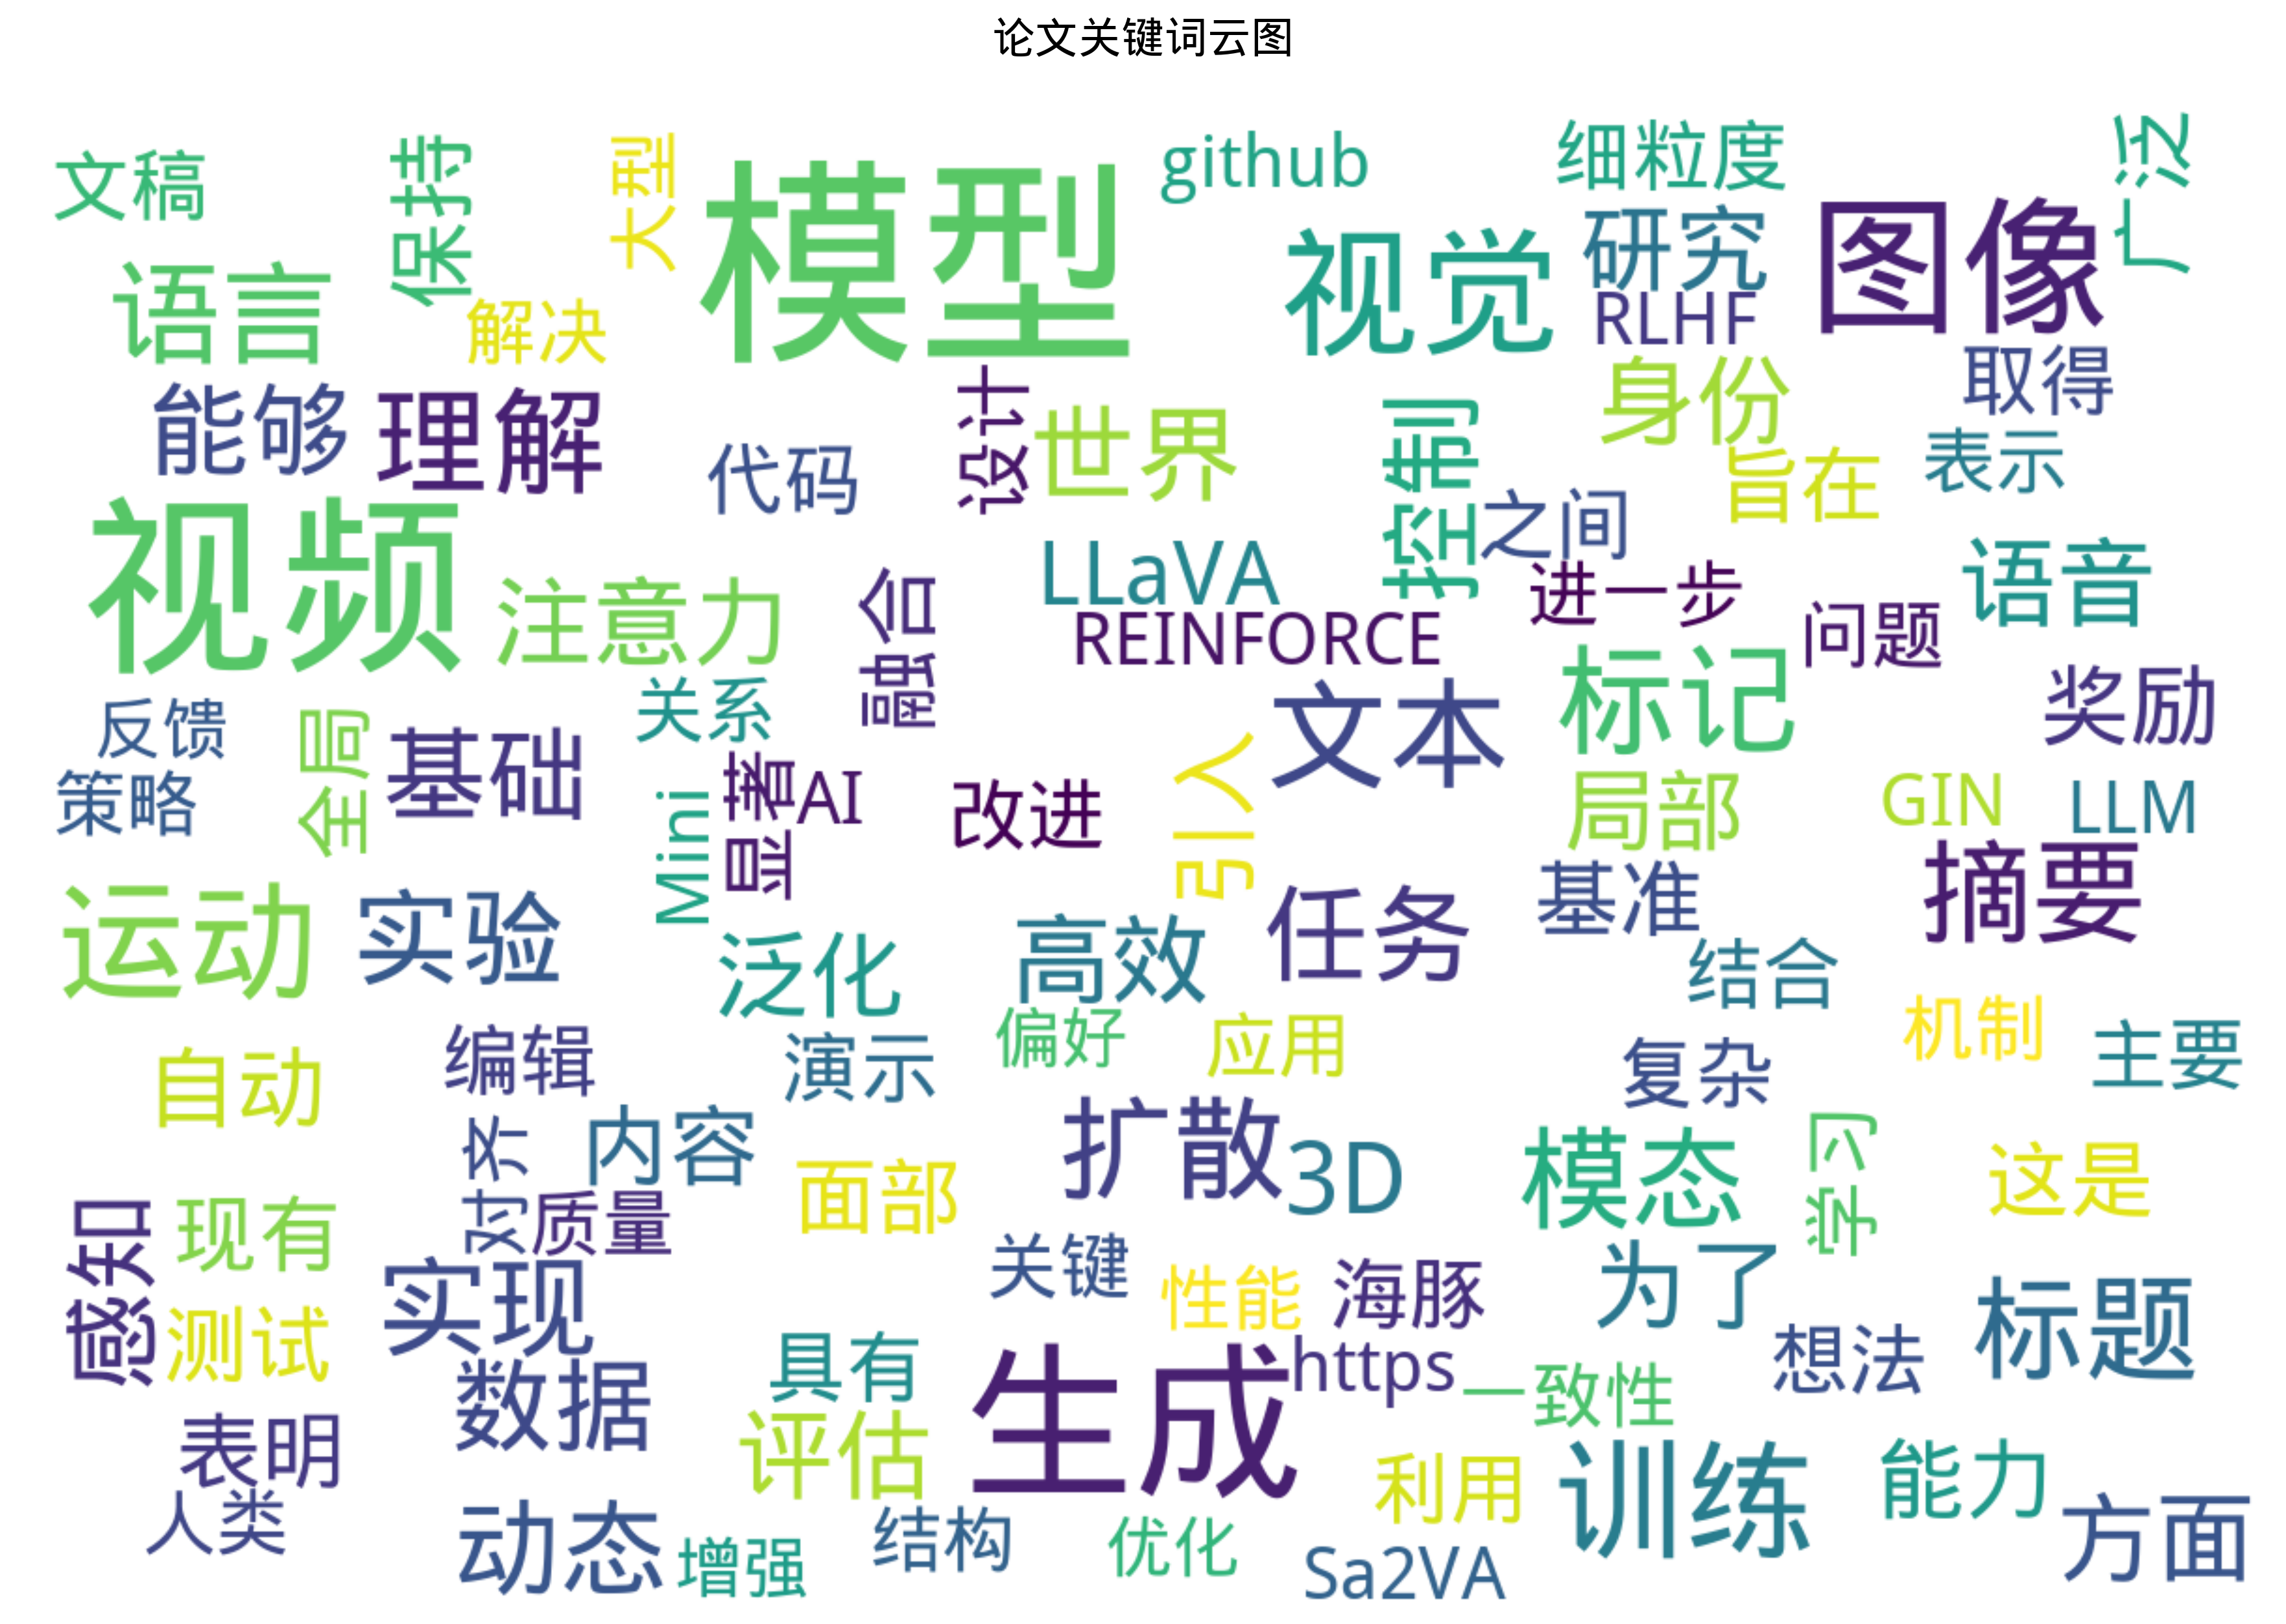 论文关键词云图
文稿
保持
大型
模型
github
细粒度
广泛
语言
解决
视觉
研究
RLHF
图像
能够
理解
代码
设计
世界
控制
身份
旨在
取得
表示
视频
注意力
融合
LLaVA
REINFORCE
之间
进一步
问题
语音
反馈
策略
全局
基础
关系
显著
AI
Mini
改进
引入
文本
标记
局部
奖励
GIN
LLM
运动
实验
泛化
高效
任务
基准
结合
摘要
自动
编辑
演示
偏好
应用
复杂
机制
主要
对齐
内容
面部
扩散
3D
模态
学习
这是
感知
现有
测试
质量
实现
关键
性能
海豚
为了
标题
数据
具有
评估
生成
https
一致性
想法
表明
人类
动态
增强
结构
优化
利用
Sa2VA
训练
能力
方面